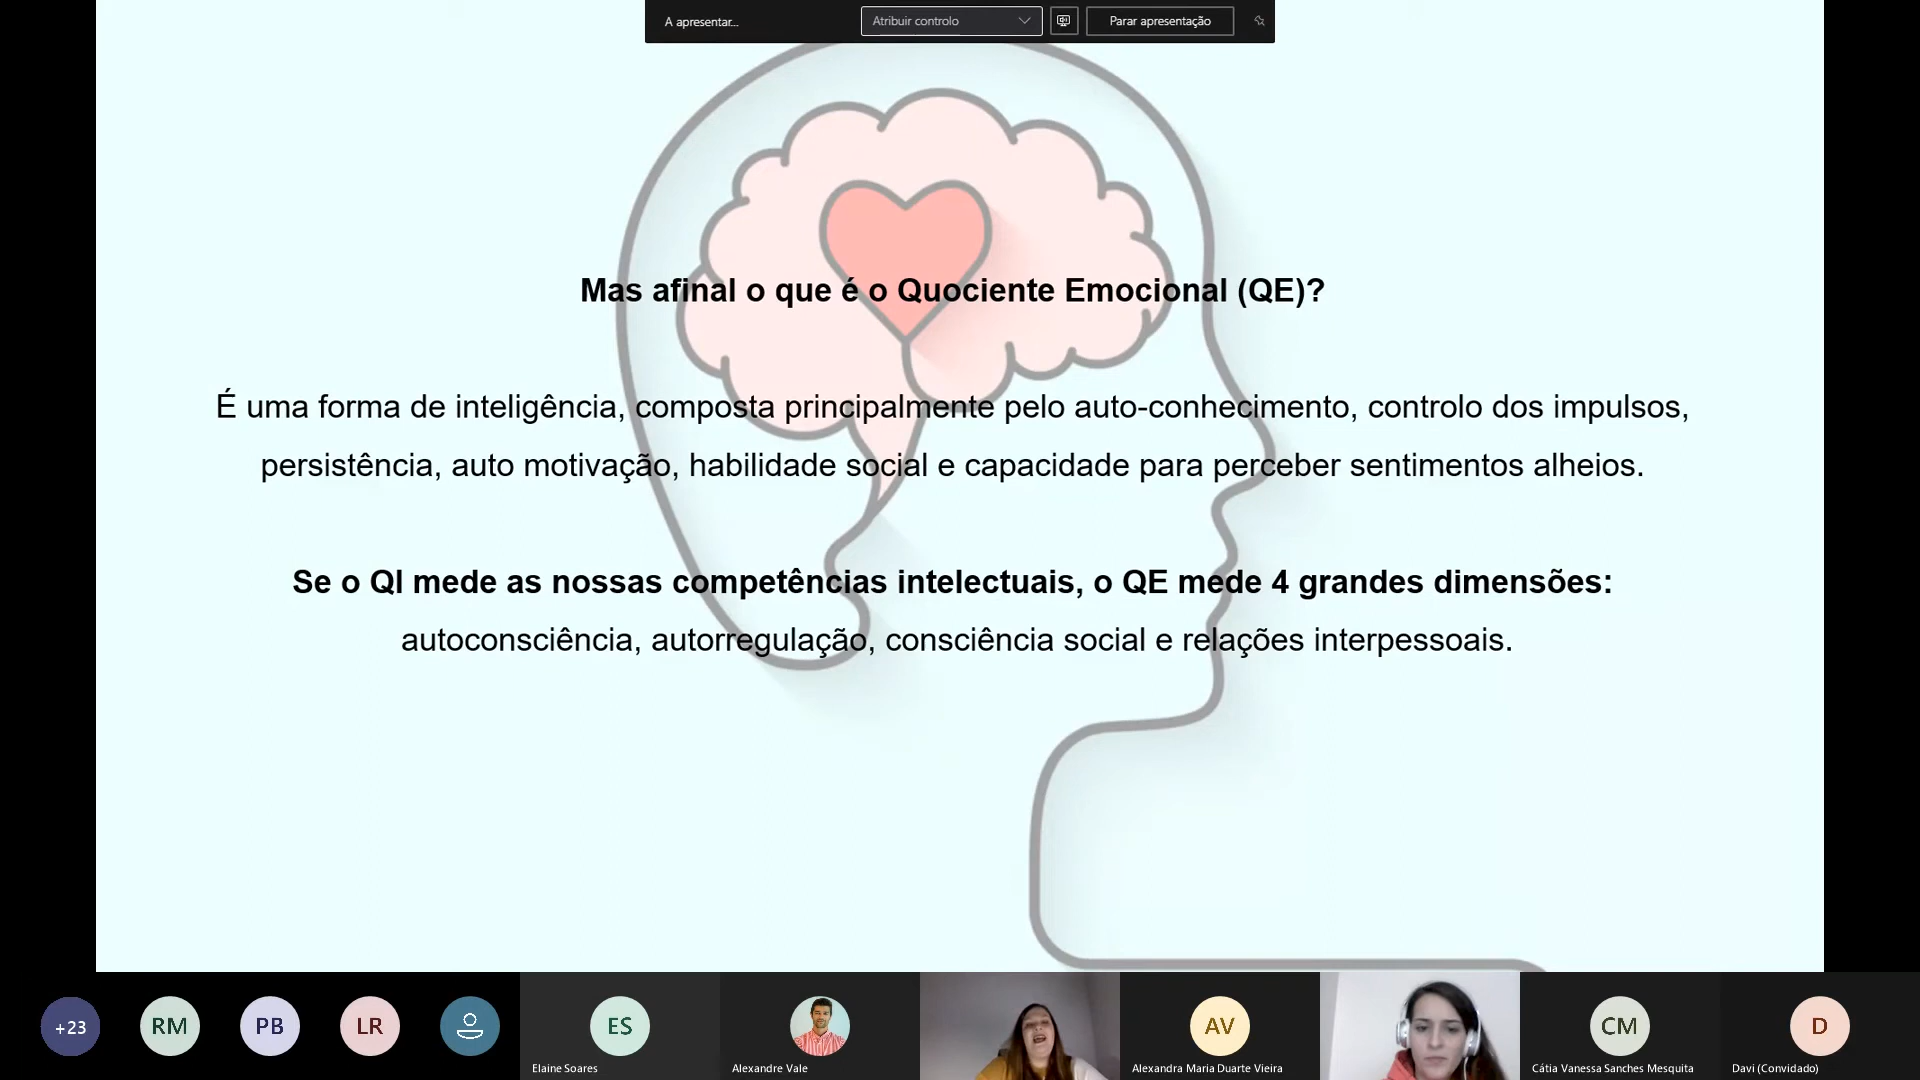 A apresentar...
Atribuir controlo
Parar apresentação
Mas afinal o que é o Quociente Emocional (QE)?
É uma forma de inteligência, composta principalmente pelo auto-conhecimento, controlo dos impulsos,
persistência, auto motivação, habilidade social e capacidade para perceber sentimentos alheios.
Se o QI mede as nossas competências intelectuais, o QE mede 4 grandes dimensões:
autoconsciência, autorregulação, consciência social e relações interpessoais.
+23
RM
PB
LR
ES
AV
CM
D
Elaine Soares
Alexandre Vale
Alexandra Maria Duarte Vieira
Cátia Vanessa Sanches Mesquita
Davi (Convidado)